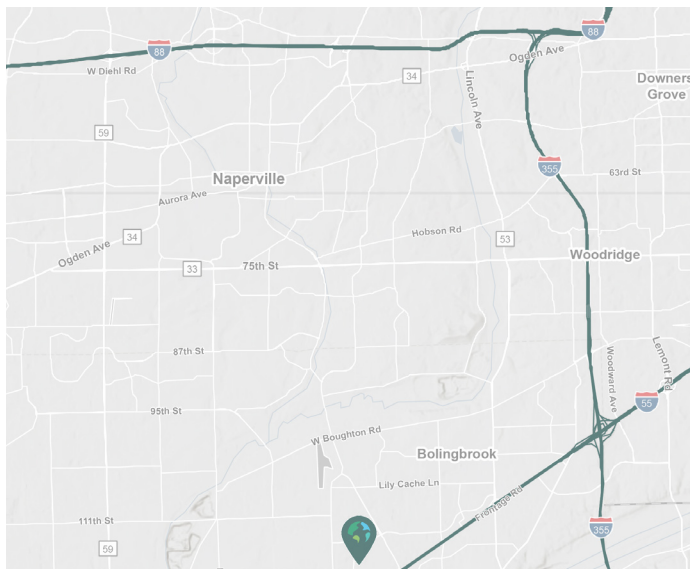 88
Ogden Ave
88
W Diehl Rd
34
Lincoln Ave
Downers
Grove
59
355
63rd St
Naperville
Aurora Ave
34
Hobson Rd
53
Ogden Ave
33
75th St
Woodridge
87th St
Woodward Ave
Lemont Rd
55
95th St
W Boughton Rd
Bolingbrook
Lily Cache Ln
Frontage Rd
111th St
355
59